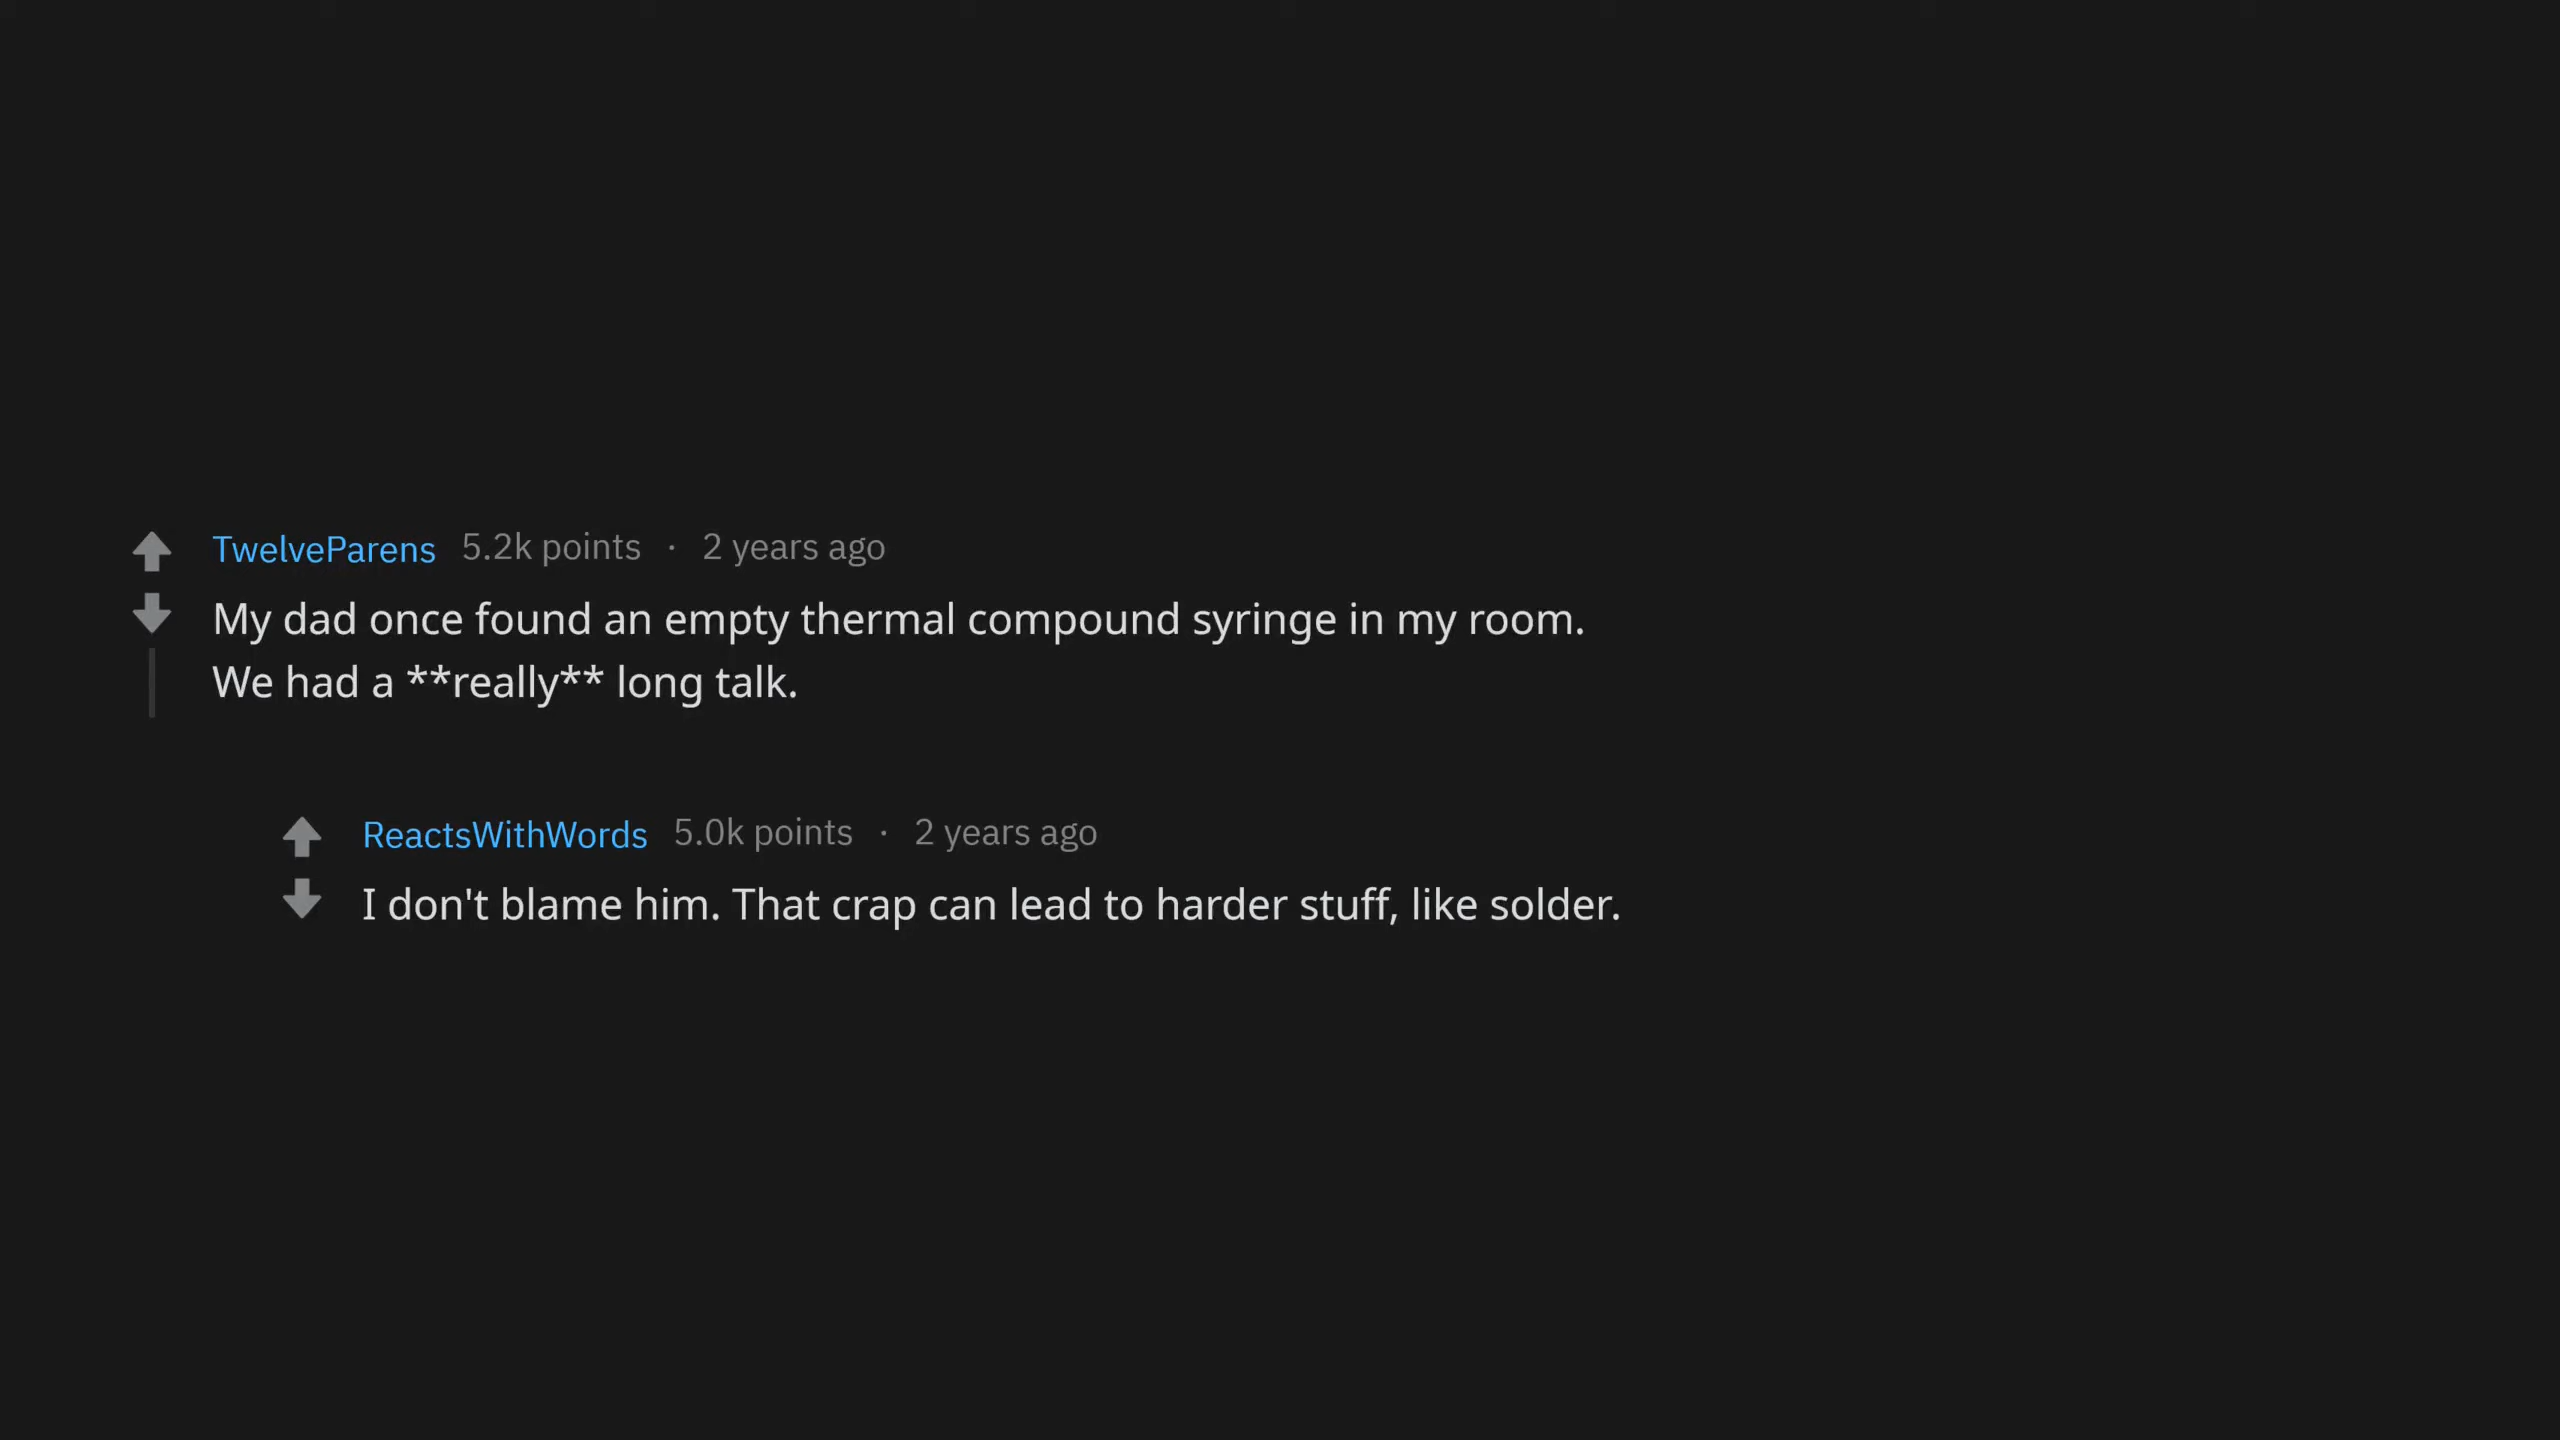 TwelveParens 5.2k points · 2 years ago
My dad once found an empty thermal compound syringe in my room.
We had a **really** long talk.
ReactsWithWords 5.0k points · 2 years ago
I don't blame him. That crap can lead to harder stuff, like solder.